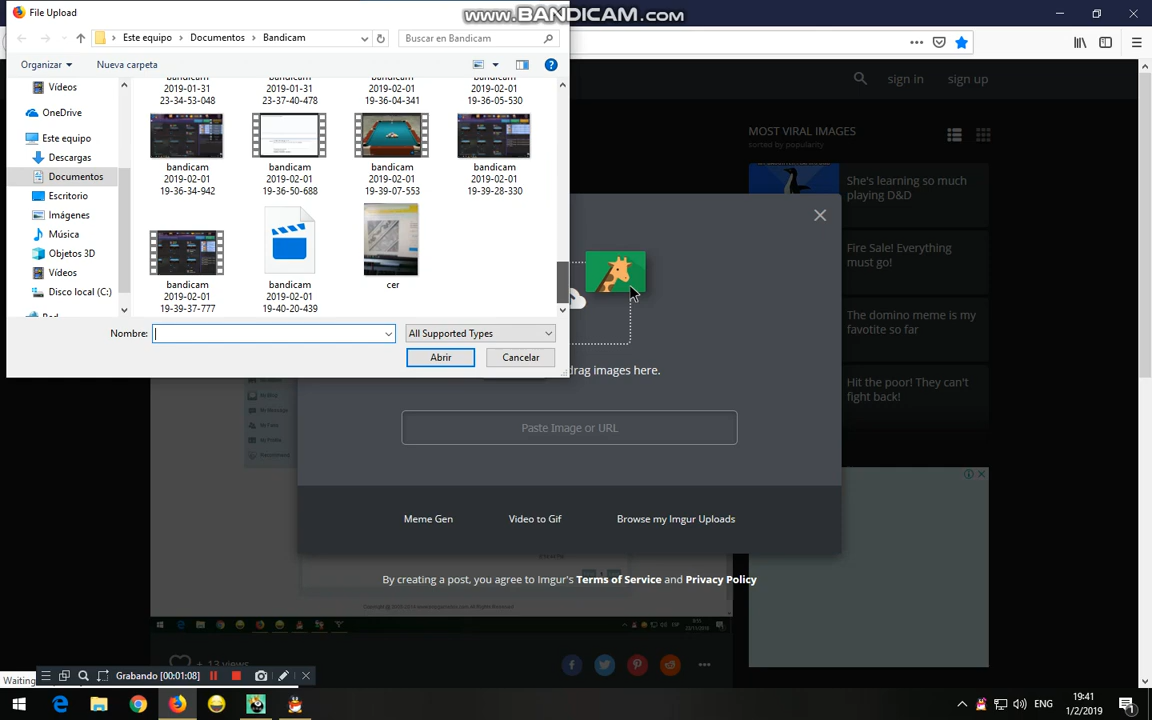 File Upload
www.BANDICAM.com
Este equipo
Documentos
Bandicam
Buscar en Bandicam
Organizar
Nueva carpeta
Vídeos
OneDrive
Este equipo
Descargas
Documentos
Escritorio
Imágenes
Música
Objetos 3D
Vídeos
Disco local (C:)
bandicam
2019-01-31
23-34-53-048
bandicam
2019-01-31
23-37-40-478
bandicam
2019-02-01
19-36-04-341
bandicam
2019-02-01
19-36-05-530
bandicam
2019-02-01
19-36-34-942
bandicam
2019-02-01
19-36-50-688
bandicam
2019-02-01
19-39-07-553
bandicam
2019-02-01
19-39-28-330
bandicam
2019-02-01
19-39-37-777
bandicam
2019-02-01
19-40-20-439
cer
Nombre:
All Supported Types
Abrir
Cancelar
sign in
sign up
MOST VIRAL IMAGES
sorted by popularity
She's learning so much
playing D&D
Fire Sale! Everything
must go!
The domino meme is my
favotite so far
Hit the poor! They can't
fight back!
drag images here.
Paste Image or URL
Meme Gen
Video to Gif
Browse my Imgur Uploads
By creating a post, you agree to Imgur's Terms of Service and Privacy Policy
13 views
Waiting
Grabando [00:01:08]
ENG
19:41
1/2/2019